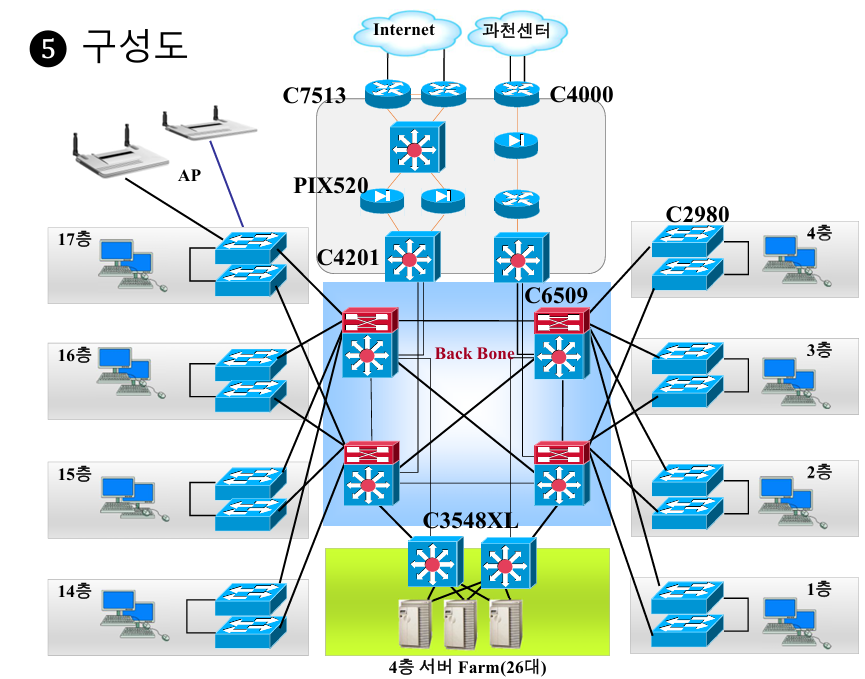 ❺ 구성도
Internet
과천센터
C7513
C4000
AP
PIX520
C2980
17층
4층
C4201
C6509
16층
Back Bone
3층
15층
2층
C3548XL
14층
1층
4층 서버 Farm(26대)